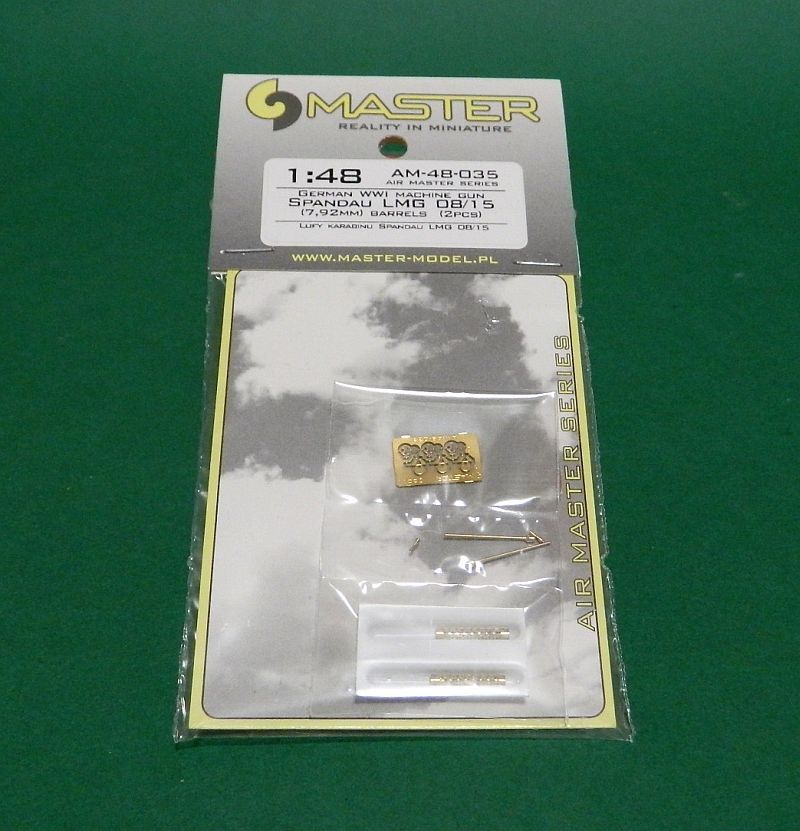 MASTER
REALITY IN MINIATURE
1:48 AM-48-035
AIR MASTER SERIES
GERMAN WWI MACHINE GUN
SPANDAU LMG 08/15
(7,92MM) BARRELS (2PCS)
LUFY KARABINU SPANDAU LMG 08/15
WWW.MASTER-MODEL.PL
AIR MASTER SERIES